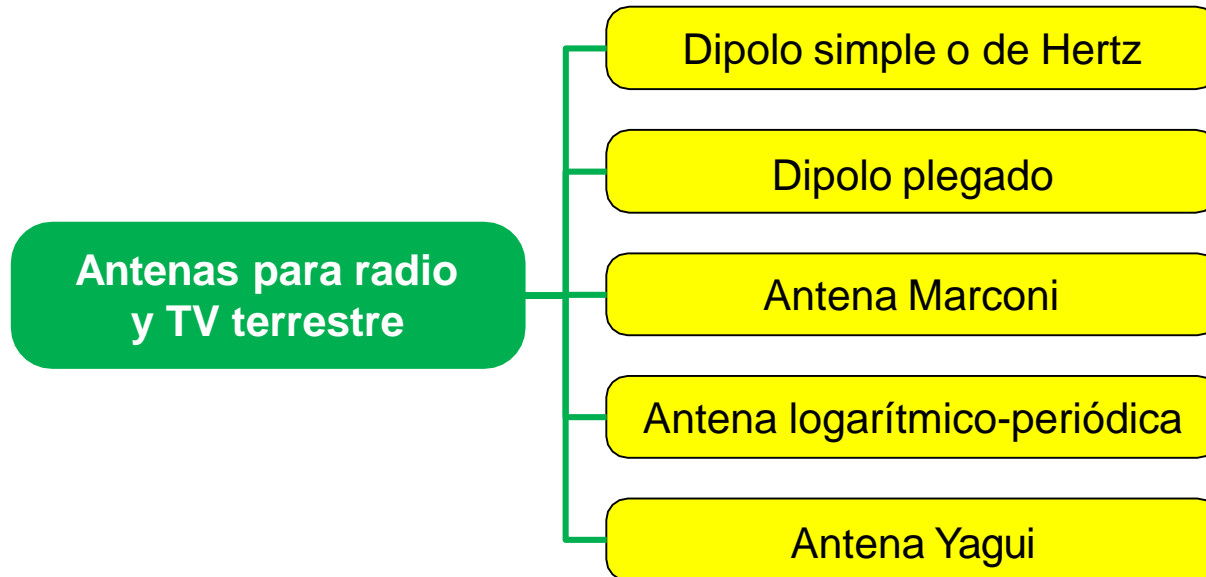 Dipolo simple o de Hertz
Dipolo plegado
Antenas para radio
y TV terrestre
Antena Marconi
Antena logarítmico-periódica
Antena Yagui